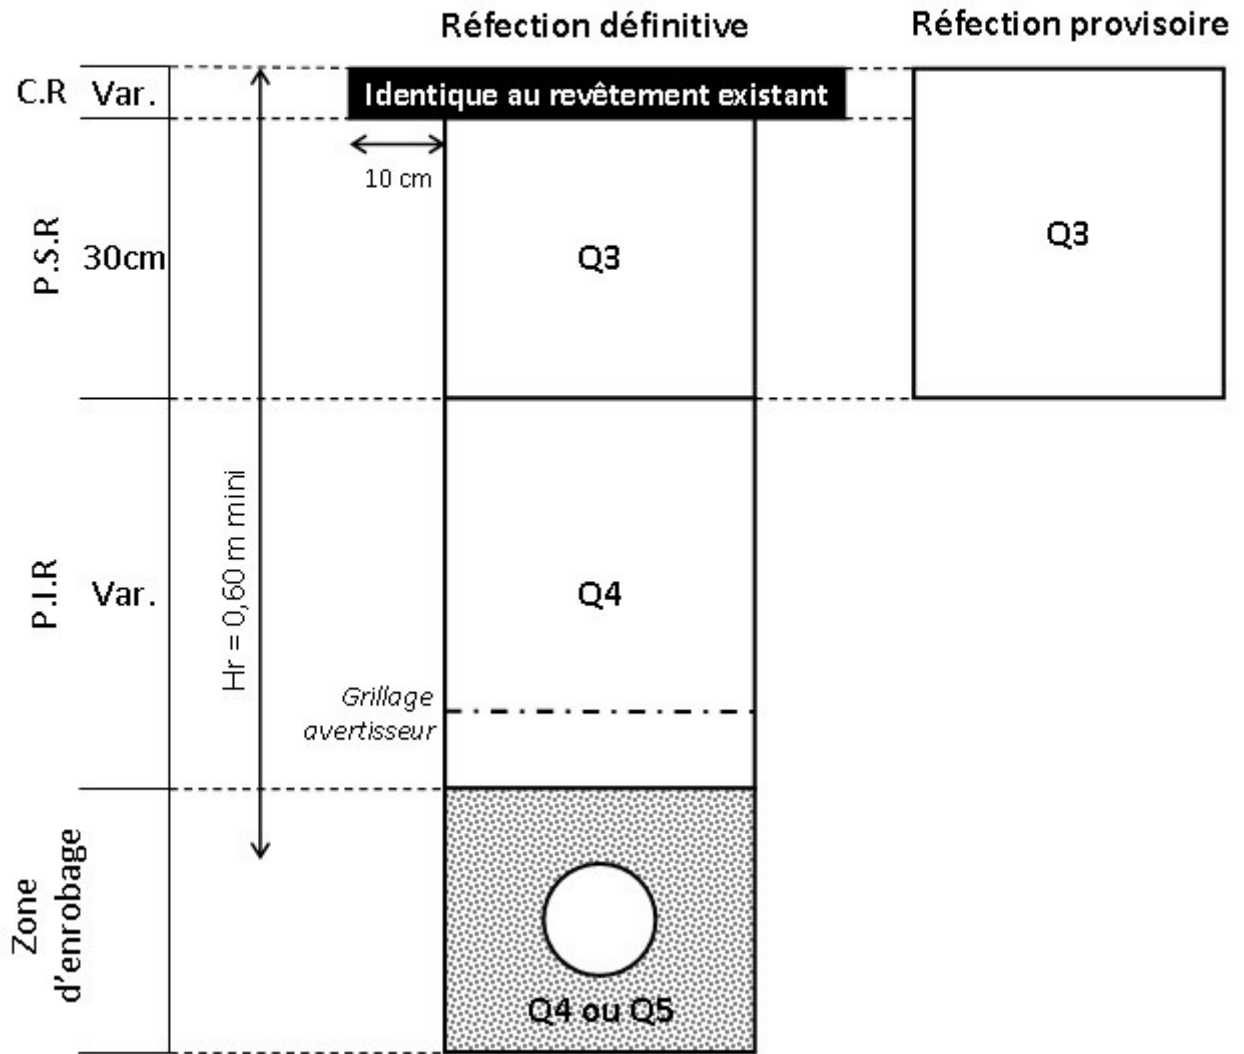 Réfection définitive
Réfection provisoire
C.R
Var.
Identique au revêtement existant
10 cm
P.S.R
30cm
Q3
Q3
P.I.R
Var.
Hr = 0,60 m mini
Q4
Grillage
avertisseur
Zone
d'enrobage
Q4 ou Q5